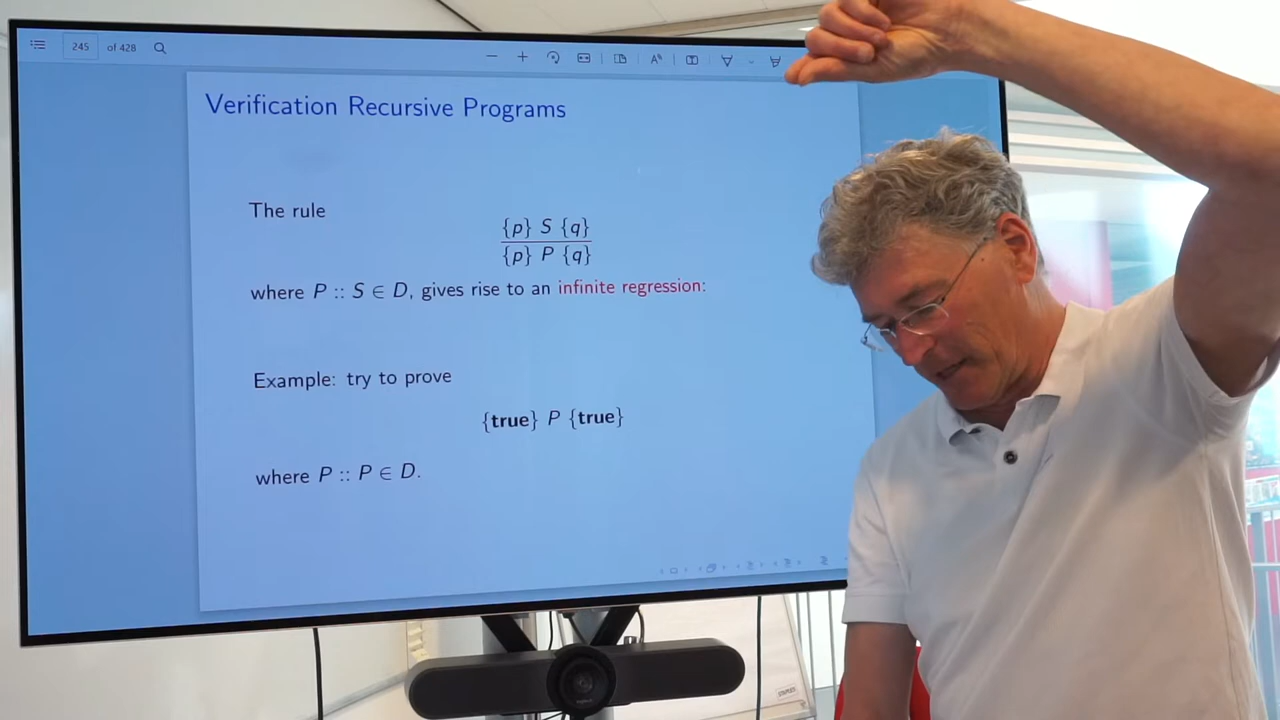 245 of 428
Verification Recursive Programs
The rule
{p} S {q}
{p} P {q}
where P :: S ∈ D, gives rise to an infinite regression:
Example: try to prove
{true} P {true}
where P :: P ∈ D.
STAPLES